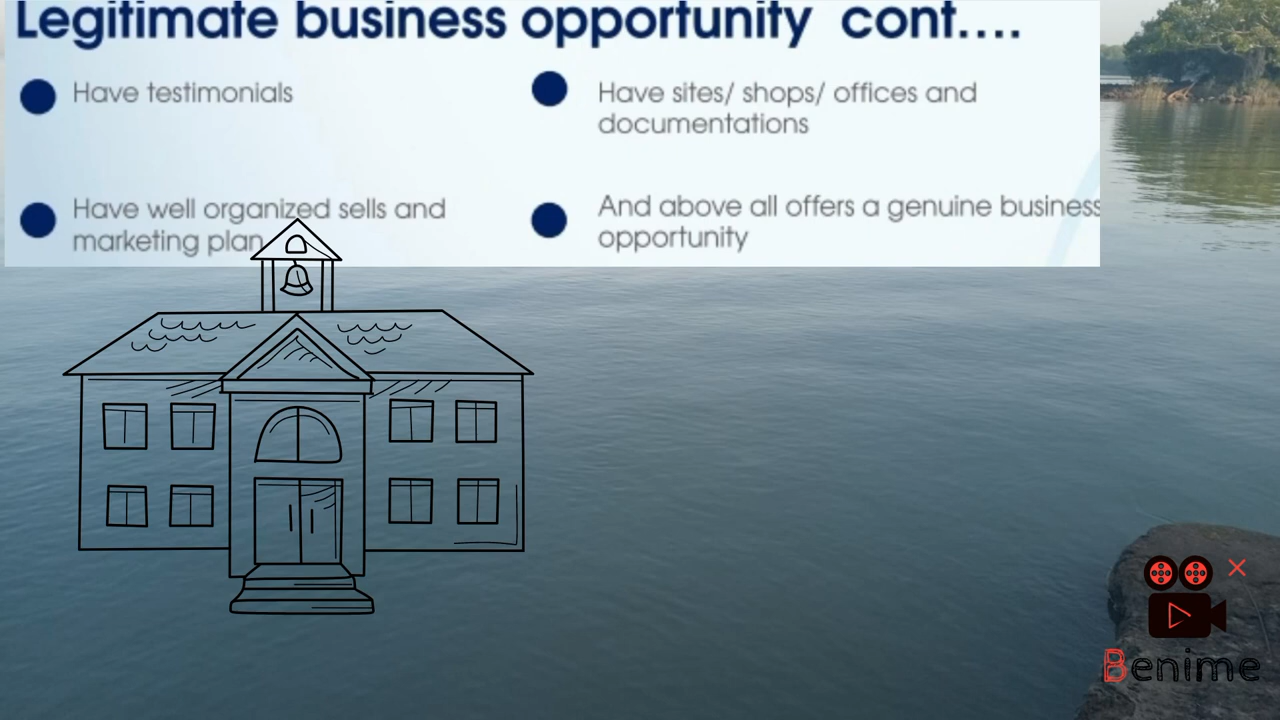 Legitimate business opportunity cont....
Have testimonials
Have sites/ shops/ offices and
documentations
Have well organized sells and
marketing plan
And above all offers a genuine business
opportunity
Benime